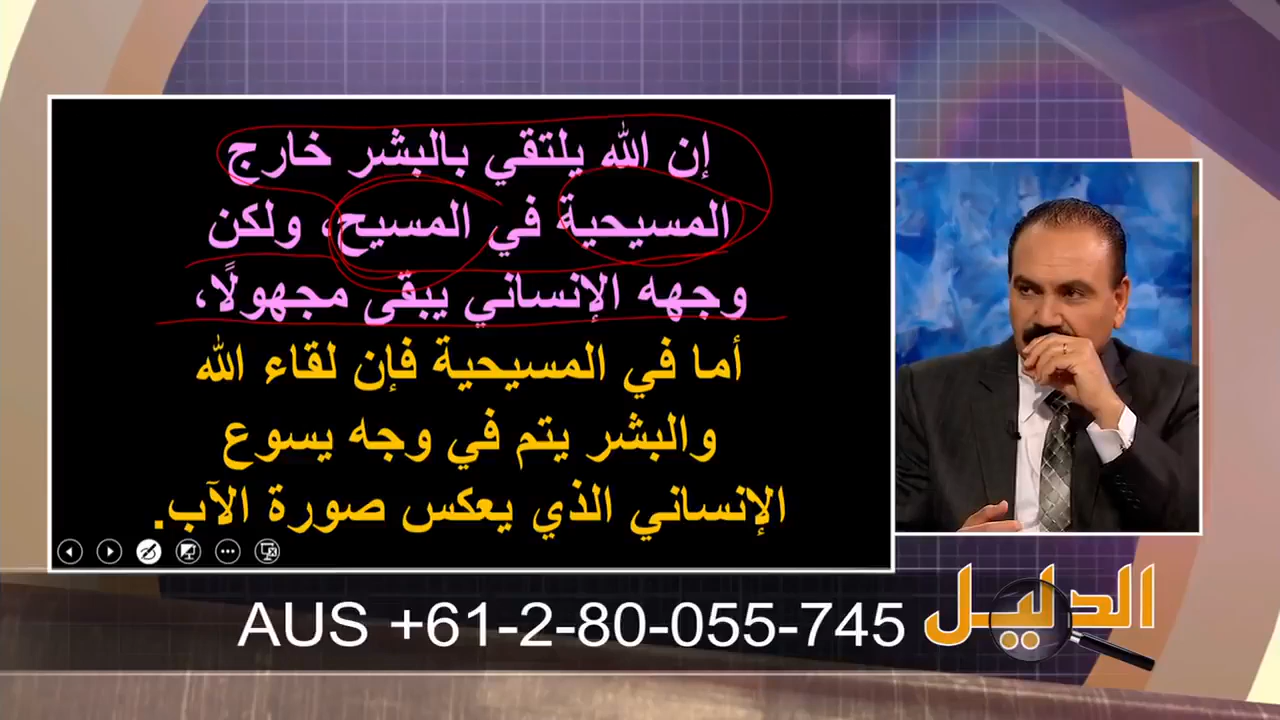 إن الله يلتقي بالبشر خارج
المسيحية في المسيح، ولكن
وجهه الإنساني يبقى مجهولًا،
أما في المسيحية فإن لقاء الله
والبشر يتم في وجه يسوع
الإنساني الذي يعكس صورة الآب.
AUS +61-2-80-055-745
الدليل